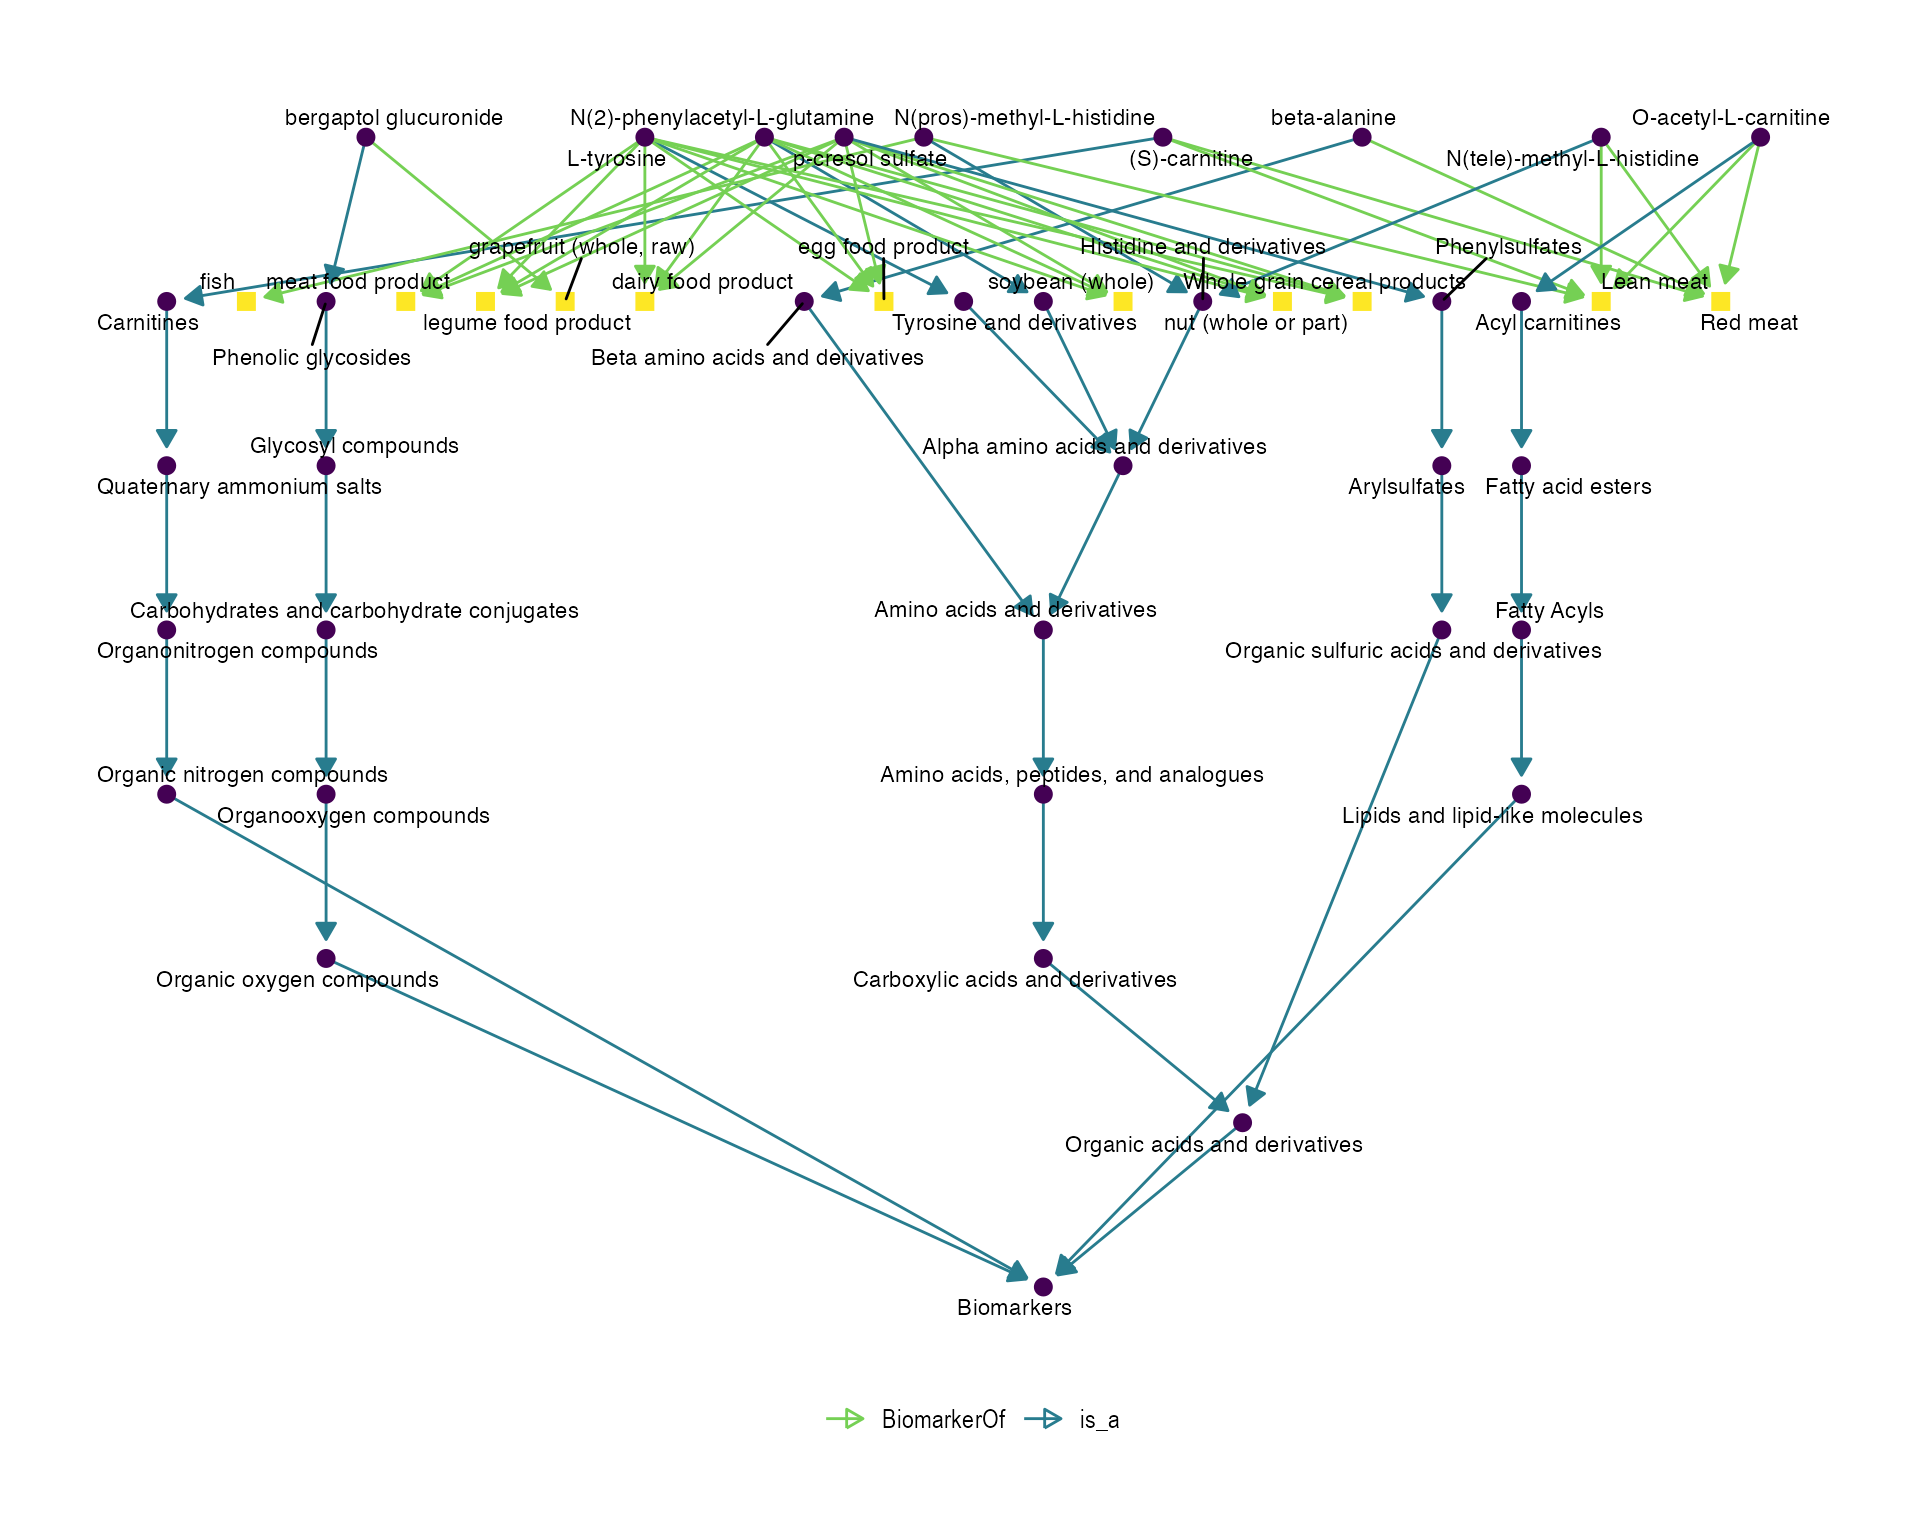 bergaptol glucuronide
N(2)-phenylacetyl-L-glutamine
N(pros)-methyl-L-histidine
beta-alanine
O-acetyl-L-carnitine
L-tyrosine
p-cresol sulfate
(S)-carnitine
N(tele)-methyl-L-histidine
grapefruit (whole, raw)
egg food product
Histidine and derivatives
Phenylsulfates
fish
meat food product
dairy food product
soybean (whole)
Whole grain cereal products
Lean meat
Carnitines
legume food product
Tyrosine and derivatives
nut (whole or part)
Acyl carnitines
Red meat
Phenolic glycosides
Beta amino acids and derivatives
Glycosyl compounds
Alpha amino acids and derivatives
Quaternary ammonium salts
Arylsulfates
Fatty acid esters
Carbohydrates and carbohydrate conjugates
Amino acids and derivatives
Fatty Acyls
Organonitrogen compounds
Organic sulfuric acids and derivatives
Organic nitrogen compounds
Amino acids, peptides, and analogues
Organooxygen compounds
Lipids and lipid-like molecules
Organic oxygen compounds
Carboxylic acids and derivatives
Organic acids and derivatives
Biomarkers
BiomarkerOf
is_a